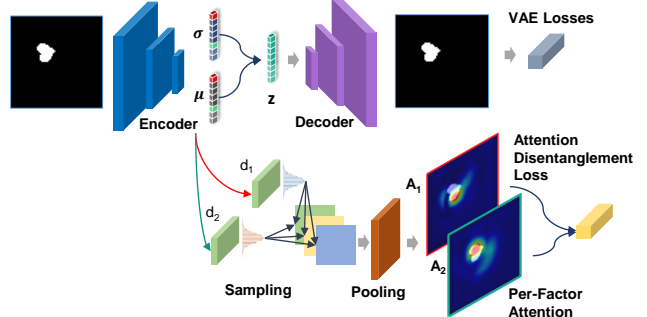 VAE Losses
σ
μ
z
Encoder
Decoder
d1
d2
A1
A2
Attention
Disentanglement
Loss
Sampling
Pooling
Per-Factor
Attention